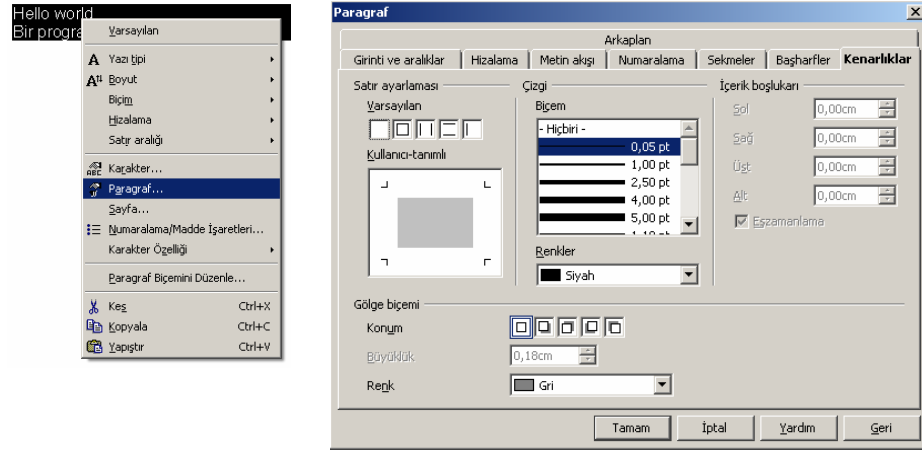 Hello world
Bir progra
Varsayılan
Yazı tipi
Boyut
Biçim
Hizalama
Satır aralığı
Karakter...
Paragraf...
Sayfa...
Numaralama/Madde İşaretleri...
Karakter Özelliği
Paragraf Biçemini Düzenle...
Kes Ctrl+X
Kopyala Ctrl+C
Yapıştır Ctrl+V
Paragraf
Arkaplan
Girinti ve aralıklar Hizalama Metin akışı Numaralama Sekmeler Başharfler Kenarlıklar
Satır ayarlaması
Varsayılan
Kullanıcı-tanımlı
Çizgi
Biçem
- Hiçbiri -
0,05 pt
1,00 pt
2,50 pt
4,00 pt
5,00 pt
Renkler
Siyah
İçerik boşlukarı
Sol 0,00cm
Sağ 0,00cm
Üst 0,00cm
Alt 0,00cm
Eşzamanlama
Gölge biçemi
Konum
Büyüklük 0,18cm
Renk Gri
Tamam İptal Yardım Geri